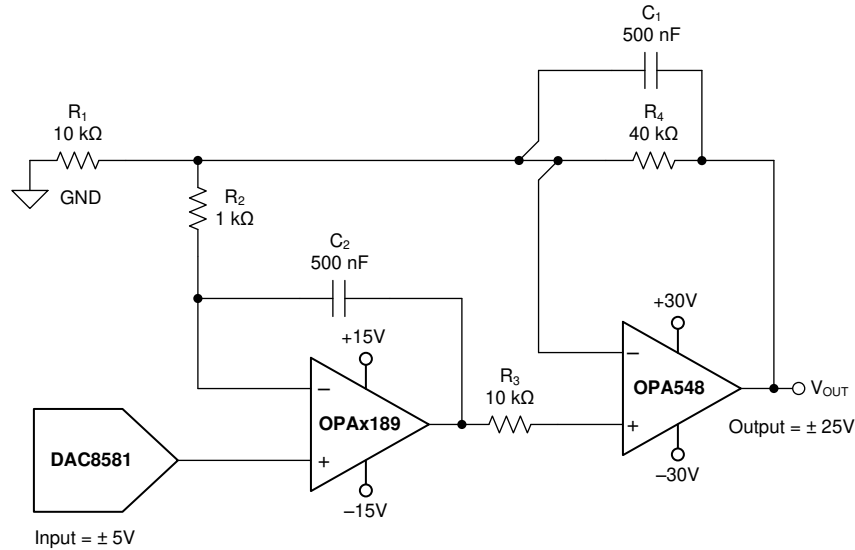 C1
500 nF
R1
10 kΩ
R4
40 kΩ
GND
R2
1 kΩ
C2
500 nF
+15V
+30V
R3
10 kΩ
−
−
OPA548
VOUT
OPAx189
+
Output = ± 25V
DAC8581
+
−30V
−15V
Input = ± 5V